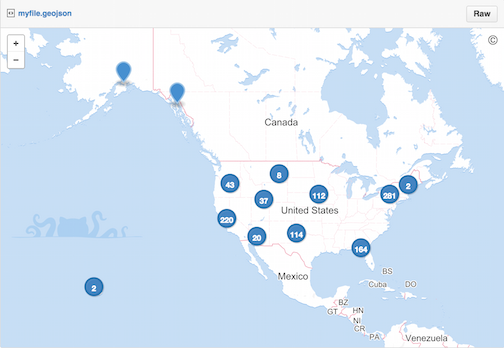 myfile.geojson
Raw
+
−
©
Canada
8
43
37
112
281
2
220
United States
20
114
164
2
Mexico
BS
Cuba
DO
BZ
GT
HN
NI
CR
PA
Venezuela